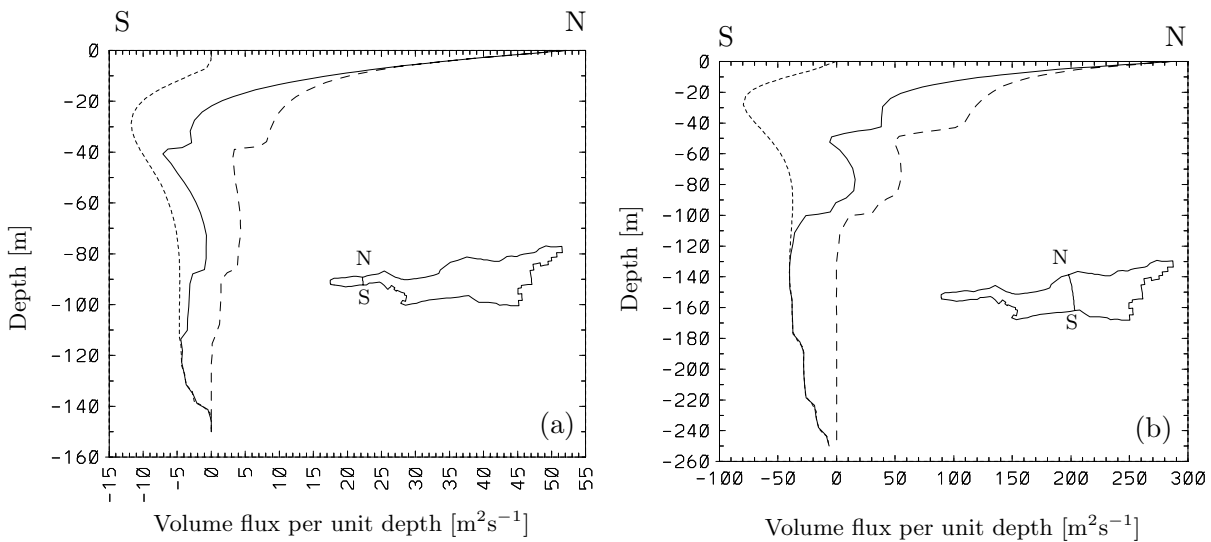 S N
0
-20
-40
-60
-80
-100
-120
-140
-160
-15 -10 -5 0 5 10 15 20 25 30 35 40 45 50 55
Depth [m]
Volume flux per unit depth [m²s⁻¹]
N
S
(a)
S N
0
-20
-40
-60
-80
-100
-120
-140
-160
-180
-200
-220
-240
-260
-100 -50 0 50 100 150 200 250 300
Depth [m]
Volume flux per unit depth [m²s⁻¹]
N
S
(b)